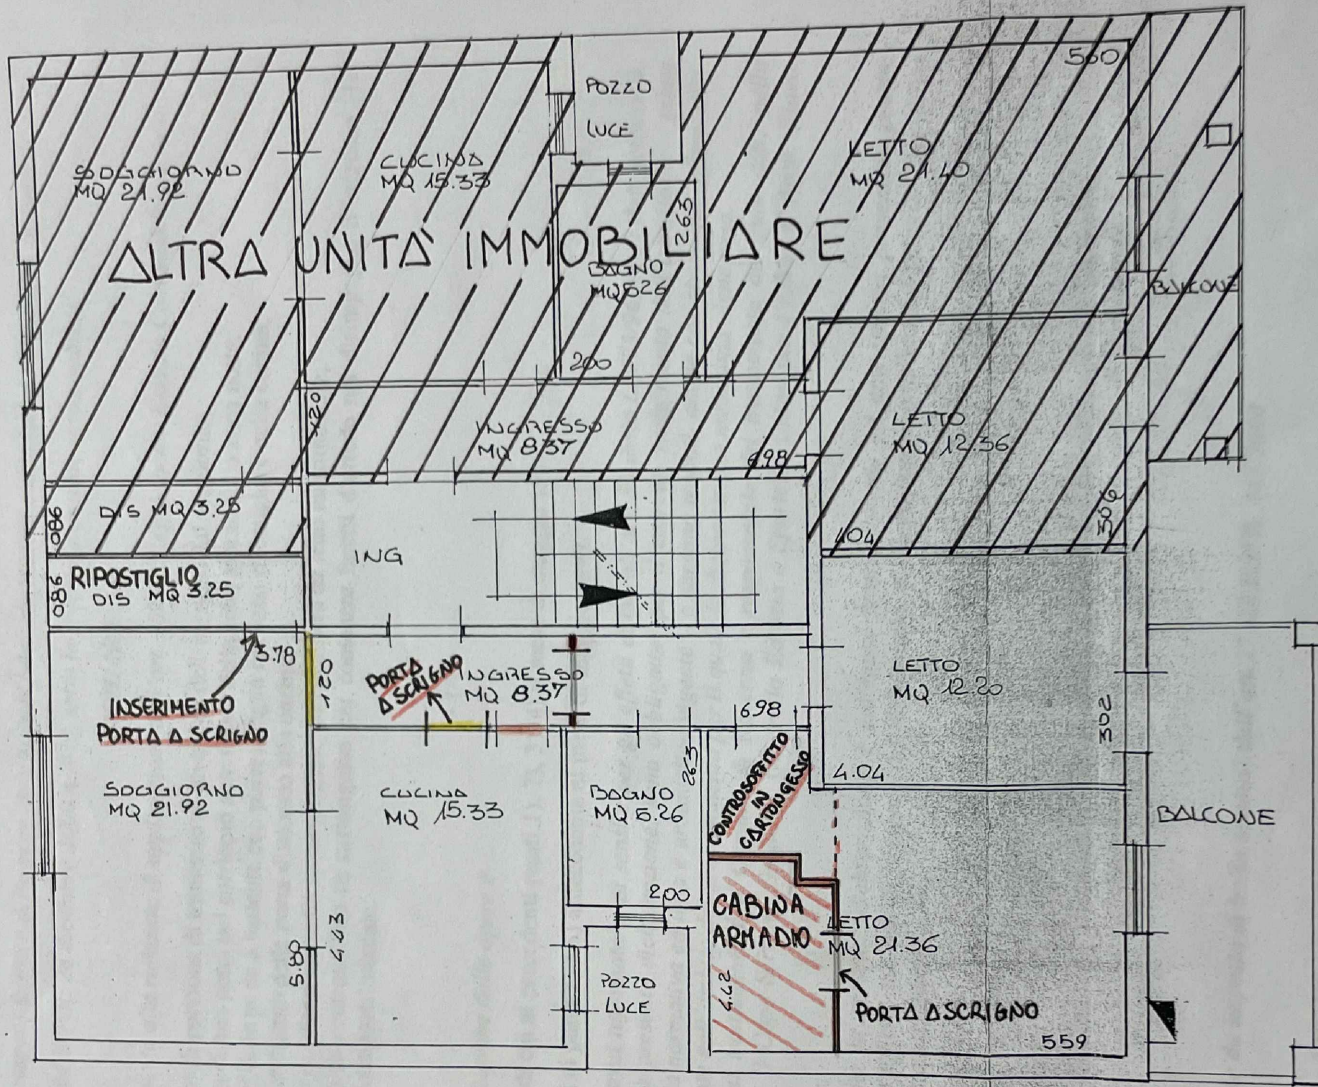 560
POZZO
LUCE
SOGGIORNO
MQ 21.92
CUCINA
MQ 15.33
LETTO
MQ 21.40
263
ALTRA UNITA' IMMOBILIARE
BAGNO
MQ 5.26
BALCONE
200
120
INGRESSO
MQ 8.37
698
LETTO
MQ 12.36
306
404
086
DIS MQ 3.25
ING
086
RIPOSTIGLIO
DIS MQ 3.25
3.78
120
PORTA
A SCRIGNO
INGRESSO
MQ 8.37
698
LETTO
MQ 12.20
302
4.04
INSERIMENTO
PORTA A SCRIGNO
SOGGIORNO
MQ 21.92
CUCINA
MQ 15.33
BAGNO
MQ 5.26
263
200
CONTROSOFFITTO
IN
CARTONGESSO
BALCONE
CABINA
ARMADIO
LETTO
MQ 21.36
5.80
4.03
POZZO
LUCE
4.42
PORTA A SCRIGNO
559